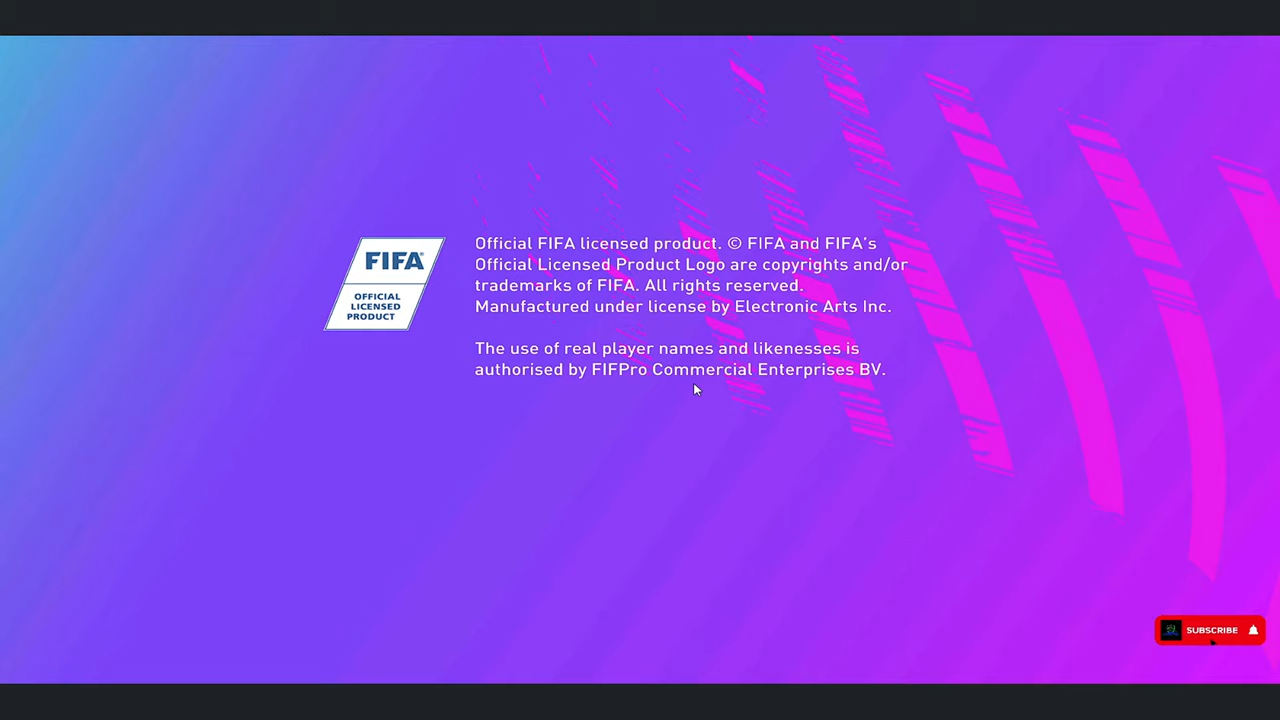 FIFA
OFFICIAL
LICENSED
PRODUCT
Official FIFA licensed product. © FIFA and FIFA's
Official Licensed Product Logo are copyrights and/or
trademarks of FIFA. All rights reserved.
Manufactured under license by Electronic Arts Inc.
The use of real player names and likenesses is
authorised by FIFPro Commercial Enterprises BV.
SUBSCRIBE